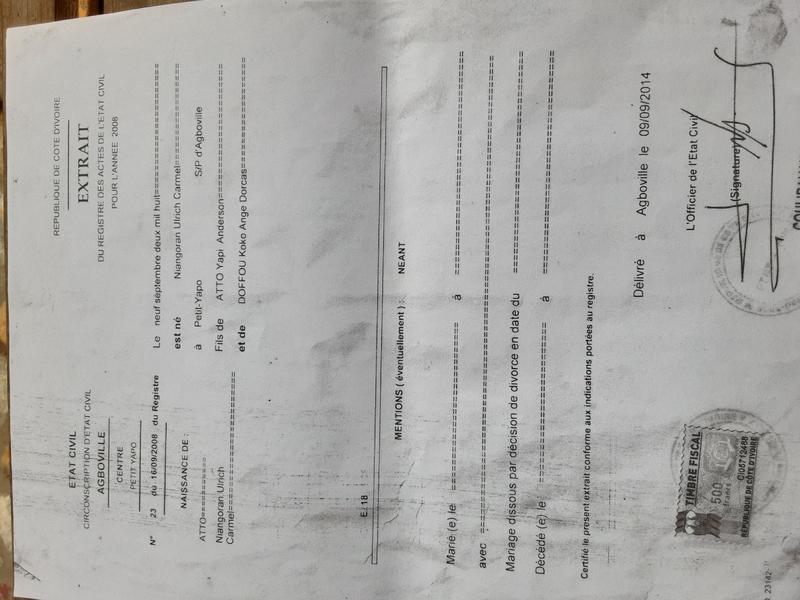 ETAT CIVIL
CIRCONSCRIPTION D'ETAT CIVIL
AGBOVILLE
CENTRE
PETIT YAPO
N° 23 du 16/09/2008 du Registre
NAISSANCE DE :
ATTO==========
Niangoran Ulrich
Carmel====================
REPUBLIQUE DE COTE D'IVOIRE
EXTRAIT
DU REGISTRE DES ACTES DE L'ETAT CIVIL
POUR L'ANNEE 2008
Le neuf septembre deux mil huit====================
est né Niangoran Ulrich Carmel====================
à Petit-Yapo S/P d'Agboville
Fils de ATTO Yapi Anderson====================
et de DOFFOU Koko Ange Dorcas====================
E.18
MENTIONS ( éventuellement ) : NEANT
Marié (e) le ==================== à ====================
avec ========================================
Mariage dissous par décision de divorce en date du ====================
Décédé (e) le ==================== à ====================
Certifié le présent extrait conforme aux indications portées au registre.
Délivré à Agboville le 09/09/2014
L'Officier de l'Etat Civil
(Signature)
TIMBRE FISCAL
500
francs
CI05712468
REPUBLIQUE DE CÔTE D'IVOIRE
23142